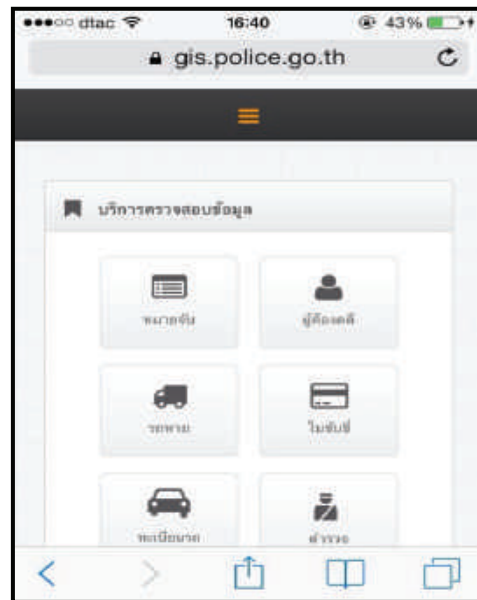 dtac 16:40 43%
gis.police.go.th
บริการตรวจสอบข้อมูล
หมายจับ ผู้ต้องคดี
รถหาย ใบขับขี่
ทะเบียนรถ ตำรวจ